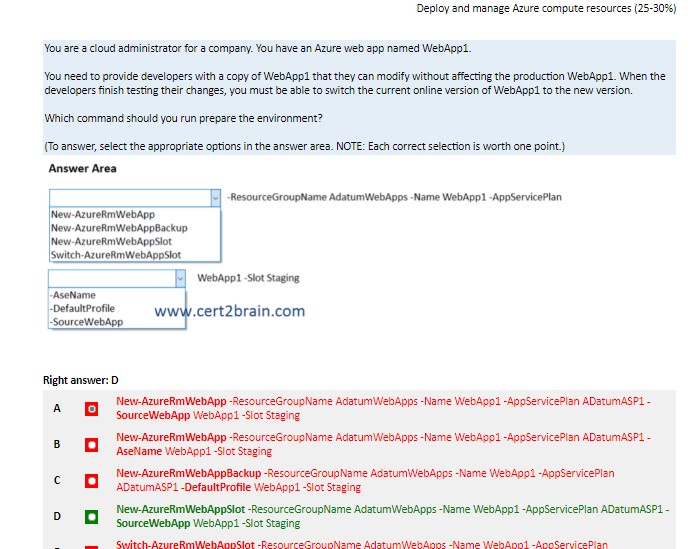 Deploy and manage Azure compute resources (25-30%)
You are a cloud administrator for a company. You have an Azure web app named WebApp1.
You need to provide developers with a copy of WebApp1 that they can modify without affecting the production WebApp1. When the
developers finish testing their changes, you must be able to switch the current online version of WebApp1 to the new version.
Which command should you run prepare the environment?
(To answer, select the appropriate options in the answer area. NOTE: Each correct selection is worth one point.)
Answer Area
-ResourceGroupName AdatumWebApps -Name WebApp1 -AppServicePlan
New-AzureRmWebApp
New-AzureRmWebAppBackup
New-AzureRmWebAppSlot
Switch-AzureRmWebAppSlot
WebApp1 -Slot Staging
-AseName
-DefaultProfile
-SourceWebApp
www.cert2brain.com
Right answer: D
A New-AzureRmWebApp -ResourceGroupName AdatumWebApps -Name WebApp1 -AppServicePlan ADatumASP1 -
SourceWebApp WebApp1 -Slot Staging
B New-AzureRmWebApp -ResourceGroupName AdatumWebApps -Name WebApp1 -AppServicePlan ADatumASP1 -
AseName WebApp1 -Slot Staging
C New-AzureRmWebAppBackup -ResourceGroupName AdatumWebApps -Name WebApp1 -AppServicePlan
ADatumASP1 -DefaultProfile WebApp1 -Slot Staging
D New-AzureRmWebAppSlot -ResourceGroupName AdatumWebApps -Name WebApp1 -AppServicePlan ADatumASP1 -
SourceWebApp WebApp1 -Slot Staging
Switch-AzureRmWebAppSlot -ResourceGroupName AdatumWebApps -Name WebApp1 -AppServicePlan